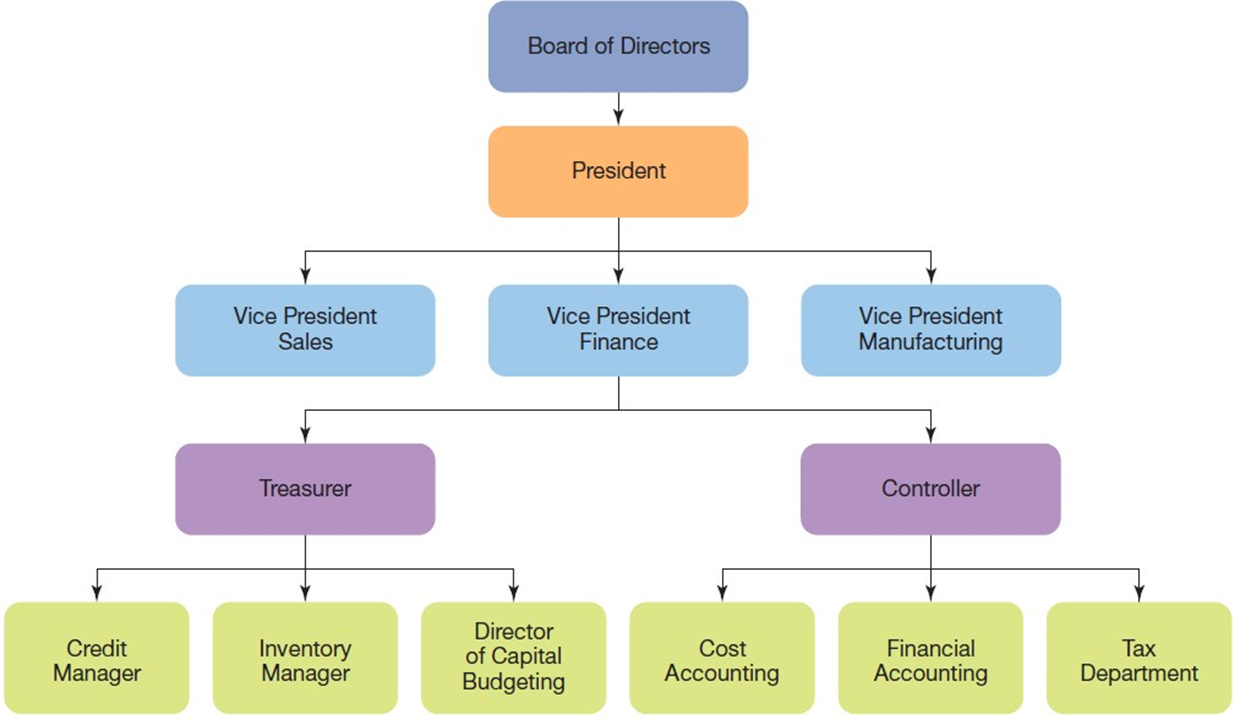 Board of Directors
President
Vice President
Sales
Vice President
Finance
Vice President
Manufacturing
Treasurer
Controller
Credit
Manager
Inventory
Manager
Director
of Capital
Budgeting
Cost
Accounting
Financial
Accounting
Tax
Department